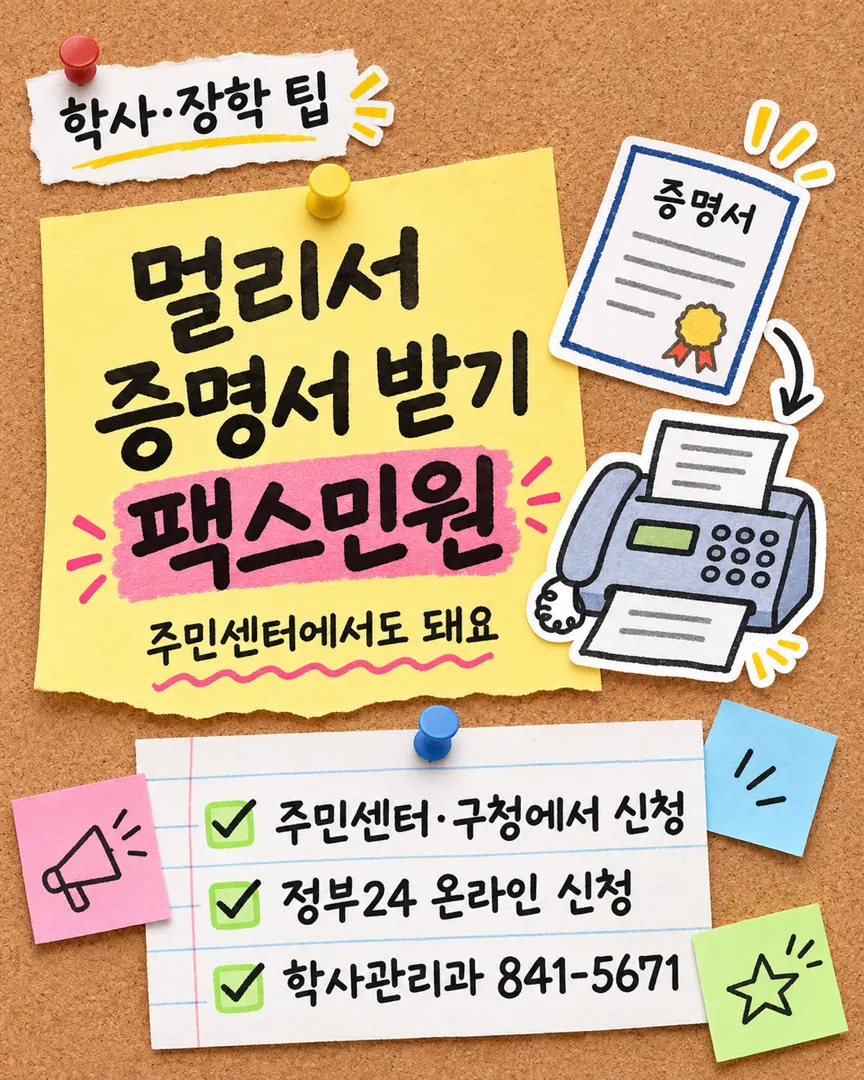 학사·장학 팁
멀리서
증명서 받기
팩스민원
주민센터에서도 돼요
증명서
주민센터·구청에서 신청
정부24 온라인 신청
학사관리과 841-5671